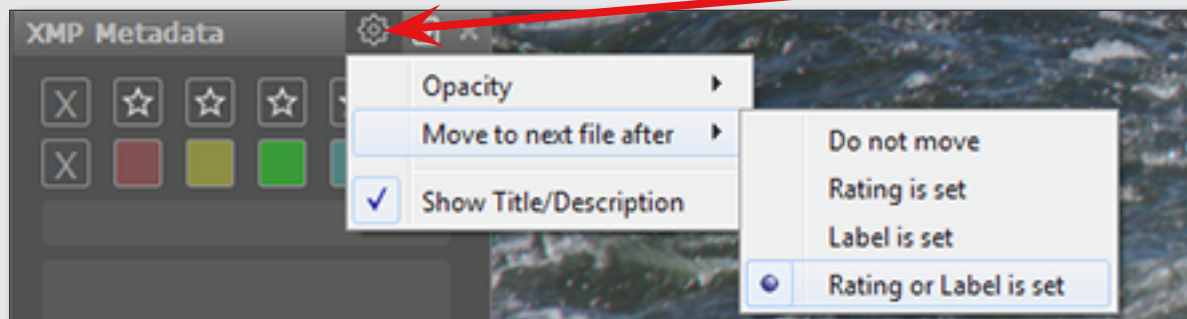 XMP Metadata
X
X
Opacity
Move to next file after
Show Title/Description
Do not move
Rating is set
Label is set
Rating or Label is set